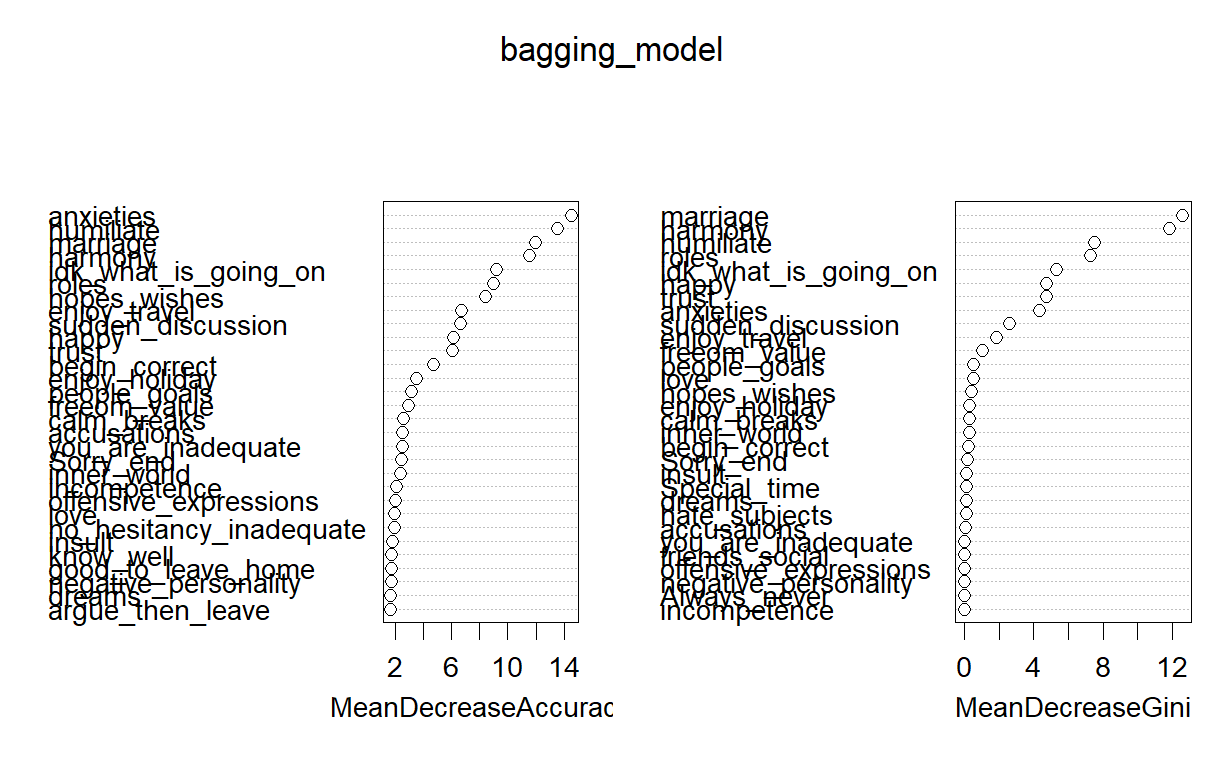 bagging_model
anxieties
humiliate
marriage
harmony
idk_what_is_going_on
roles
hopes_wishes
enjoy_travel
sudden_discussion
happy
trust
begin_correct
enjoy_holiday
people_goals
freeom_value
calm_breaks
accusations
you_are_inadequate
Sorry_end
inner_world
incompetence
offensive_expressions
love
no_hesitancy_inadequate
insult
know_well
good_to_leave_home
negative_personality
dreams
argue_then_leave
2 6 10 14
MeanDecreaseAccurac
marriage
harmony
humiliate
roles
idk_what_is_going_on
happy
trust
anxieties
sudden_discussion
enjoy_travel
freeom_value
people_goals
love
hopes_wishes
enjoy_holiday
calm_breaks
inner_world
begin_correct
Sorry_end
insult
Special_time
dreams
hate_subjects
accusations
you_are_inadequate
friends_social
offensive_expressions
negative_personality
Always_never
incompetence
0 4 8 12
MeanDecreaseGini